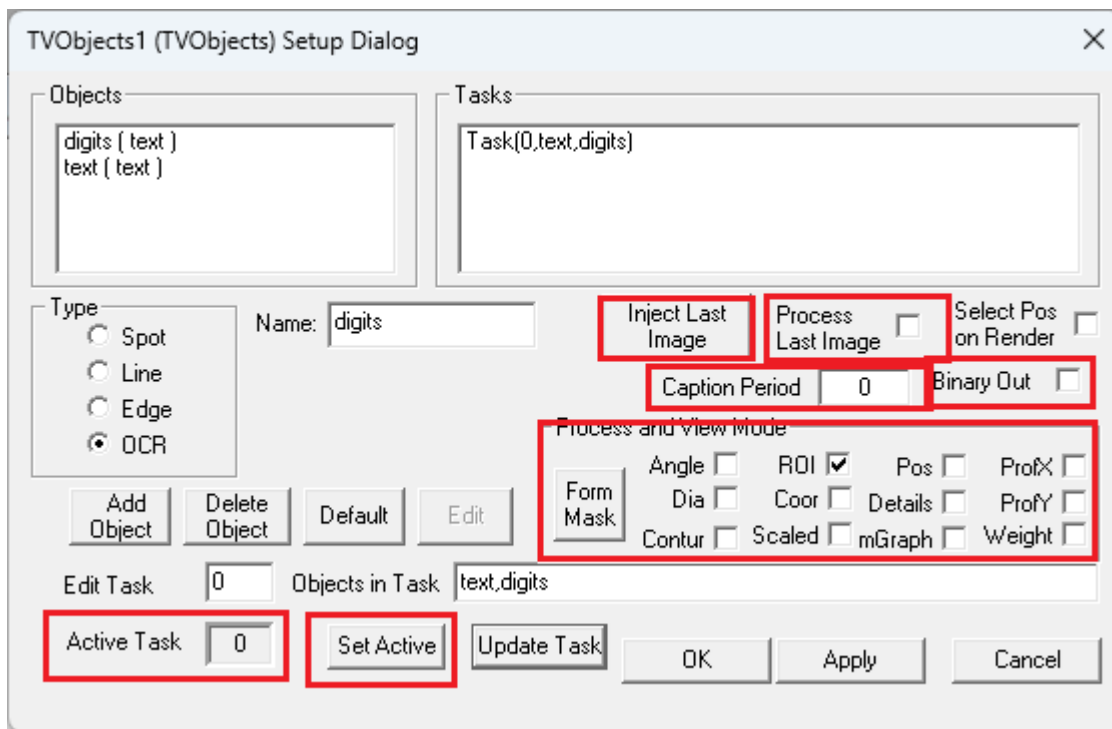 TVObjects1 (TVObjects) Setup Dialog
Objects
digits ( text )
text ( text )
Tasks
Task(0,text,digits)
Type
Spot
Line
Edge
OCR
Name: digits
Inject Last
Image
Process
Last Image
Select Pos
on Render
Caption Period 0
Binary Out
Process and View Mode
Form
Mask
Angle ROI Pos ProfX
Dia Coor Details ProfY
Contur Scaled mGraph Weight
Add
Object
Delete
Object
Default
Edit
Edit Task 0 Objects in Task text,digits
Active Task 0 Set Active Update Task OK Apply Cancel